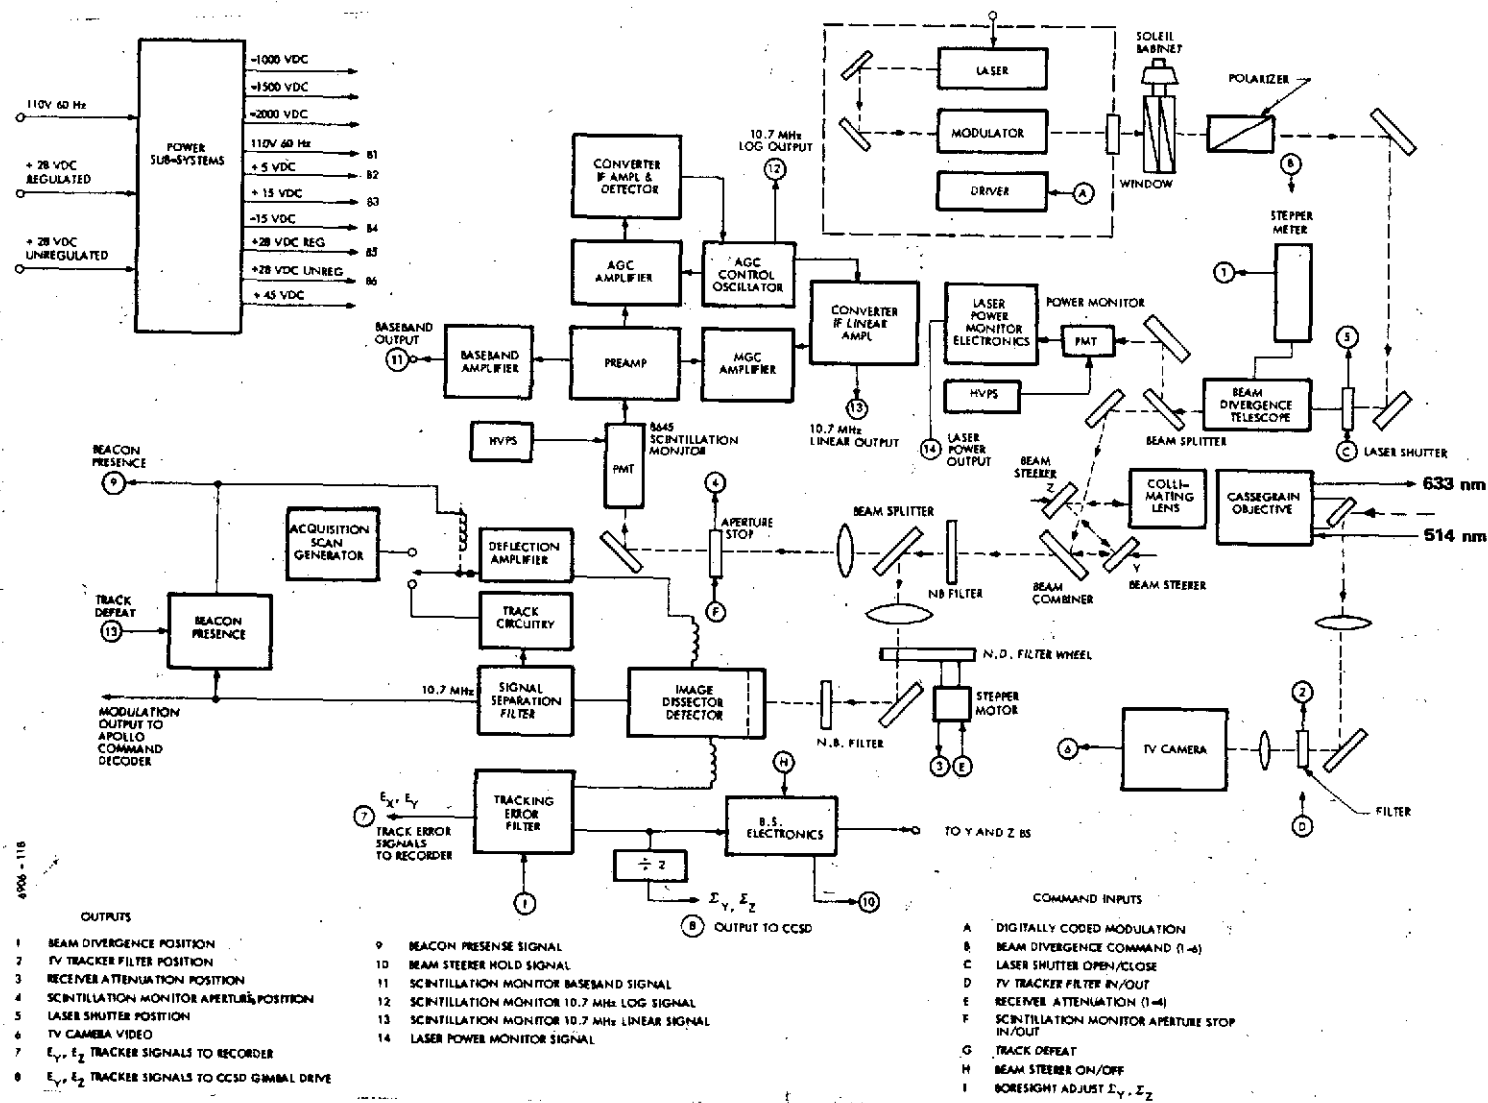 110V 60 Hz
+ 28 VDC
REGULATED
+ 28 VDC
UNREGULATED
POWER
SUB-SYSTEMS
-1000 VDC
-1500 VDC
-2000 VDC
110V 60 Hz
B1
+ 5 VDC
B2
+ 15 VDC
B3
-15 VDC
B4
+28 VDC REG
B5
+28 VDC UNREG
B6
+ 45 VDC
CONVERTER
IF AMPL &
DETECTOR
10.7 MHz
LOG OUTPUT
12
AGC
AMPLIFIER
AGC
CONTROL
OSCILLATOR
BASEBAND
OUTPUT
11
BASEBAND
AMPLIFIER
PREAMP
MGC
AMPLIFIER
CONVERTER
IF LINEAR
AMPL
13
10.7 MHz
LINEAR OUTPUT
HVPS
PMT
8645
SCINTILLATION
MONITOR
LASER
MODULATOR
DRIVER
A
SOLEIL
BABINET
WINDOW
POLARIZER
B
STEPPER
METER
1
LASER
POWER
MONITOR
ELECTRONICS
POWER MONITOR
PMT
HVPS
14
LASER
POWER
OUTPUT
BEAM
DIVERGENCE
TELESCOPE
BEAM SPLITTER
5
C
LASER SHUTTER
BEAM
STEERER
Z
COLLI-
MATING
LENS
CASSEGRAIN
OBJECTIVE
633 nm
514 nm
Y
BEAM STEERER
BEAM
COMBINER
NB FILTER
BEAM SPLITTER
4
APERTURE
STOP
F
BEACON
PRESENCE
9
ACQUISITION
SCAN
GENERATOR
DEFLECTION
AMPLIFIER
TRACK
CIRCUITRY
TRACK
DEFEAT
13
BEACON
PRESENCE
10.7 MHz
SIGNAL
SEPARATION
FILTER
IMAGE
DISSECTOR
DETECTOR
N.B. FILTER
N.D. FILTER WHEEL
STEPPER
MOTOR
3
E
MODULATION
OUTPUT TO
APOLLO
COMMAND
DECODER
6
TV CAMERA
2
FILTER
D
TRACKING
ERROR
FILTER
E_X, E_Y
7
TRACK ERROR
SIGNALS
TO RECORDER
I
÷ 2
H
B.S.
ELECTRONICS
TO Y AND Z BS
10
Σ_Y, Σ_Z
8 OUTPUT TO CCSD
6906 - 118
OUTPUTS
1 BEAM DIVERGENCE POSITION
2 TV TRACKER FILTER POSITION
3 RECEIVER ATTENUATION POSITION
4 SCINTILLATION MONITOR APERTURE POSITION
5 LASER SHUTTER POSITION
6 TV CAMERA VIDEO
7 E_Y, E_Z TRACKER SIGNALS TO RECORDER
8 E_Y, E_Z TRACKER SIGNALS TO CCSD GIMBAL DRIVE
9 BEACON PRESENSE SIGNAL
10 BEAM STEERER HOLD SIGNAL
11 SCINTILLATION MONITOR BASEBAND SIGNAL
12 SCINTILLATION MONITOR 10.7 MHz LOG SIGNAL
13 SCINTILLATION MONITOR 10.7 MHz LINEAR SIGNAL
14 LASER POWER MONITOR SIGNAL
COMMAND INPUTS
A DIGITALLY CODED MODULATION
B BEAM DIVERGENCE COMMAND (1-6)
C LASER SHUTTER OPEN/CLOSE
D TV TRACKER FILTER IN/OUT
E RECEIVER ATTENUATION (1-4)
F SCINTILLATION MONITOR APERTURE STOP
IN/OUT
G TRACK DEFEAT
H BEAM STEERER ON/OFF
I BORESIGHT ADJUST Σ_Y, Σ_Z